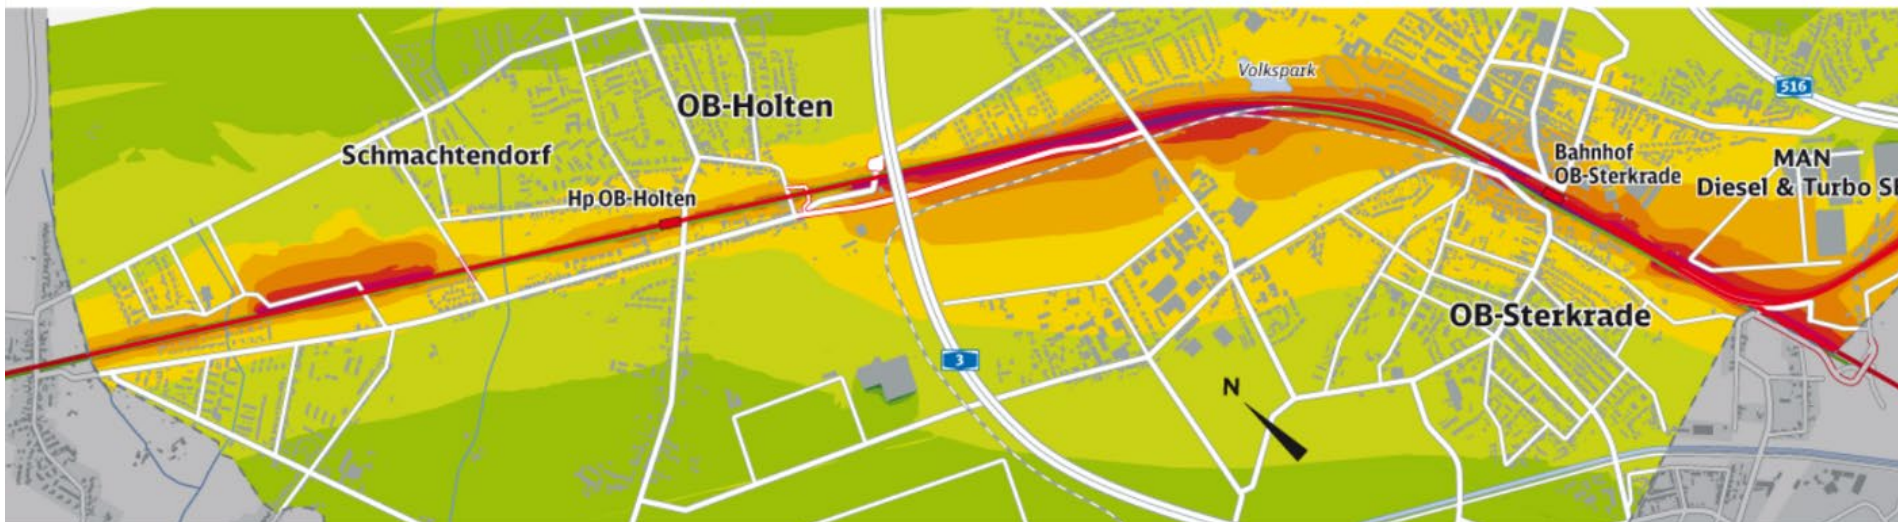 Volkspark
516
OB-Holten
Schmachtendorf
Bahnhof
OB-Sterkrade
MAN
Diesel & Turbo S
Hp OB-Holten
OB-Sterkrade
3
N